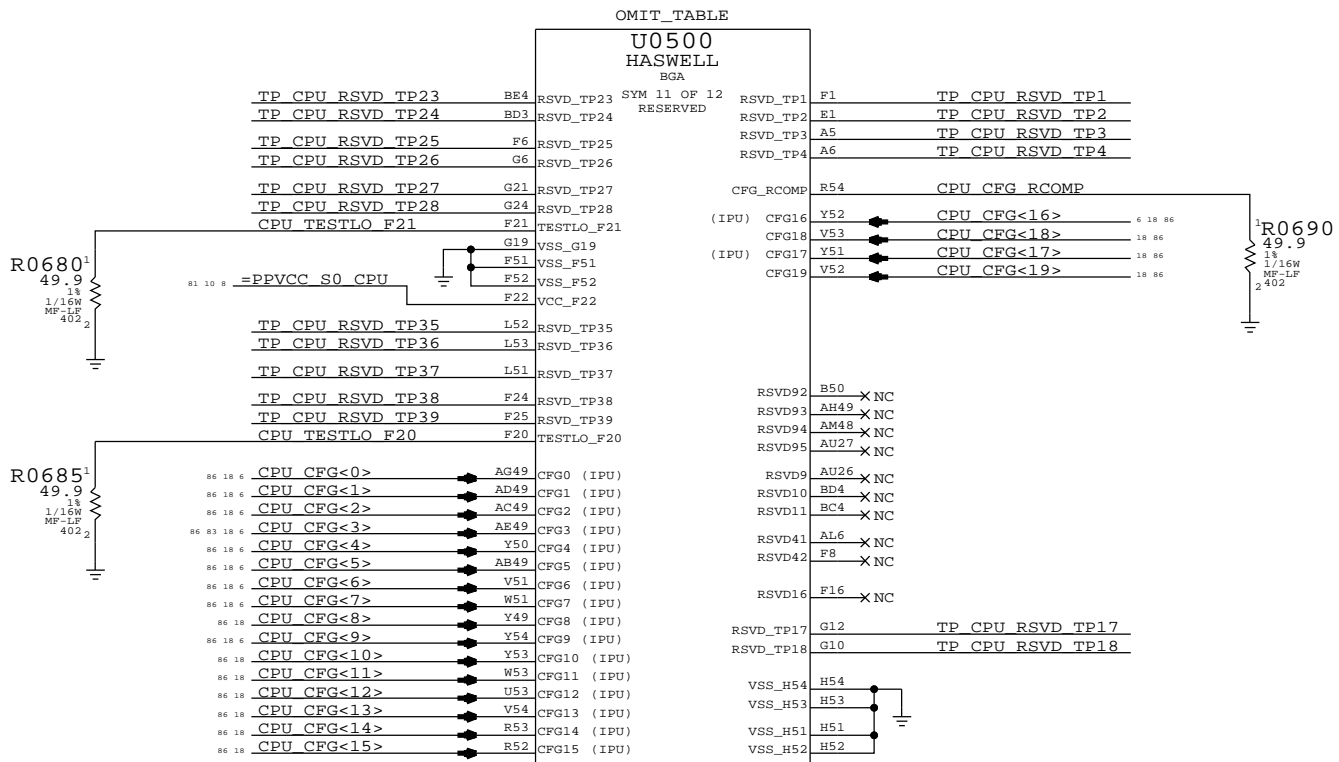 OMIT_TABLE
U0500
HASWELL
BGA
SYM 11 OF 12
RESERVED
TP_CPU_RSVD_TP23 BE4 RSVD_TP23
TP_CPU_RSVD_TP24 BD3 RSVD_TP24
TP_CPU_RSVD_TP25 F6 RSVD_TP25
TP_CPU_RSVD_TP26 G6 RSVD_TP26
TP_CPU_RSVD_TP27 G21 RSVD_TP27
TP_CPU_RSVD_TP28 G24 RSVD_TP28
CPU_TESTLO_F21 F21 TESTLO_F21
G19 VSS_G19
F51 VSS_F51
F52 VSS_F52
81 10 8 =PPVCC_S0_CPU F22 VCC_F22
R0680 1
49.9
1%
1/16W
MF-LF
402 2
TP_CPU_RSVD_TP35 L52 RSVD_TP35
TP_CPU_RSVD_TP36 L53 RSVD_TP36
TP_CPU_RSVD_TP37 L51 RSVD_TP37
TP_CPU_RSVD_TP38 F24 RSVD_TP38
TP_CPU_RSVD_TP39 F25 RSVD_TP39
CPU_TESTLO_F20 F20 TESTLO_F20
R0685 1
49.9
1%
1/16W
MF-LF
402 2
86 18 6 CPU_CFG<0> AG49 CFG0 (IPU)
86 18 6 CPU_CFG<1> AD49 CFG1 (IPU)
86 18 6 CPU_CFG<2> AC49 CFG2 (IPU)
86 83 18 6 CPU_CFG<3> AE49 CFG3 (IPU)
86 18 6 CPU_CFG<4> Y50 CFG4 (IPU)
86 18 6 CPU_CFG<5> AB49 CFG5 (IPU)
86 18 6 CPU_CFG<6> V51 CFG6 (IPU)
86 18 6 CPU_CFG<7> W51 CFG7 (IPU)
86 18 CPU_CFG<8> Y49 CFG8 (IPU)
86 18 6 CPU_CFG<9> Y54 CFG9 (IPU)
86 18 CPU_CFG<10> Y53 CFG10 (IPU)
86 18 CPU_CFG<11> W53 CFG11 (IPU)
86 18 CPU_CFG<12> U53 CFG12 (IPU)
86 18 CPU_CFG<13> V54 CFG13 (IPU)
86 18 CPU_CFG<14> R53 CFG14 (IPU)
86 18 CPU_CFG<15> R52 CFG15 (IPU)
RSVD_TP1 F1 TP_CPU_RSVD_TP1
RSVD_TP2 E1 TP_CPU_RSVD_TP2
RSVD_TP3 A5 TP_CPU_RSVD_TP3
RSVD_TP4 A6 TP_CPU_RSVD_TP4
CFG_RCOMP R54 CPU_CFG_RCOMP
(IPU) CFG16 Y52 CPU_CFG<16> 6 18 86
CFG18 V53 CPU_CFG<18> 18 86
(IPU) CFG17 Y51 CPU_CFG<17> 18 86
CFG19 V52 CPU_CFG<19> 18 86
1 R0690
49.9
1%
1/16W
MF-LF
2 402
RSVD92 B50 NC
RSVD93 AH49 NC
RSVD94 AM48 NC
RSVD95 AU27 NC
RSVD9 AU26 NC
RSVD10 BD4 NC
RSVD11 BC4 NC
RSVD41 AL6 NC
RSVD42 F8 NC
RSVD16 F16 NC
RSVD_TP17 G12 TP_CPU_RSVD_TP17
RSVD_TP18 G10 TP_CPU_RSVD_TP18
VSS_H54 H54
VSS_H53 H53
VSS_H51 H51
VSS_H52 H52